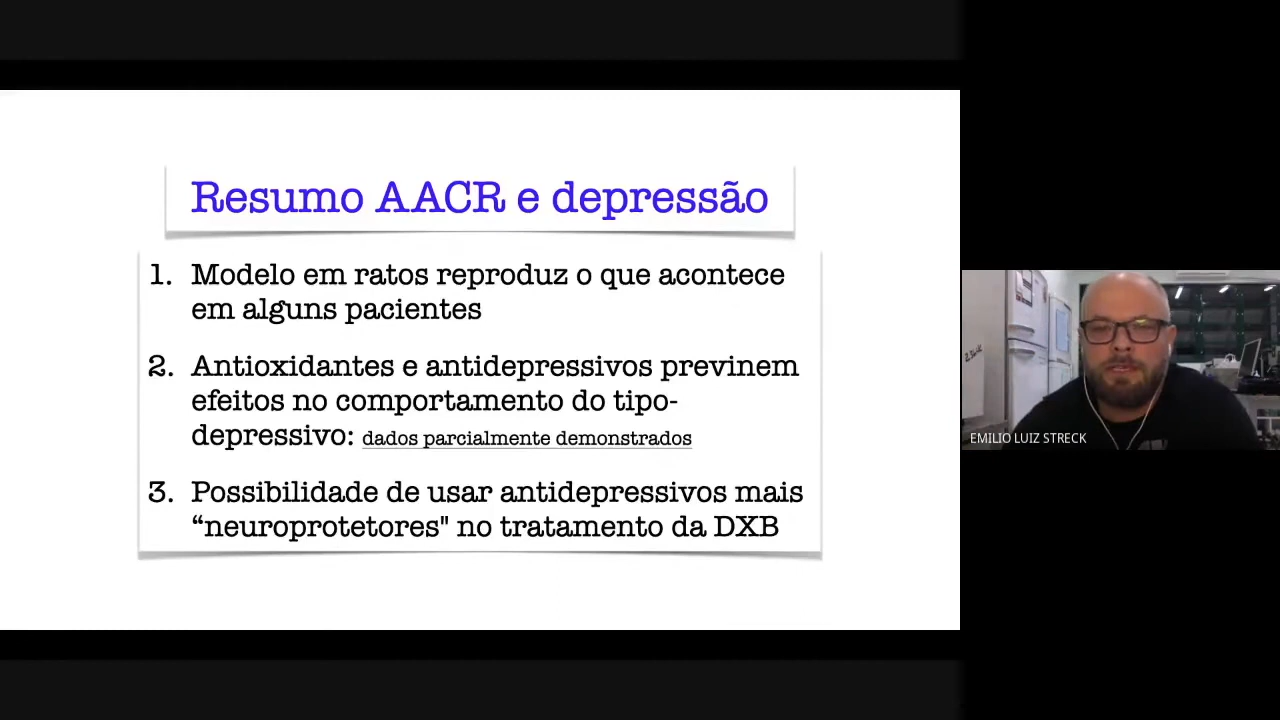 Resumo AACR e depressão
1. Modelo em ratos reproduz o que acontece
em alguns pacientes
2. Antioxidantes e antidepressivos previnem
efeitos no comportamento do tipo-
depressivo: dados parcialmente demonstrados
3. Possibilidade de usar antidepressivos mais
“neuroprotetores" no tratamento da DXB
EMILIO LUIZ STRECK